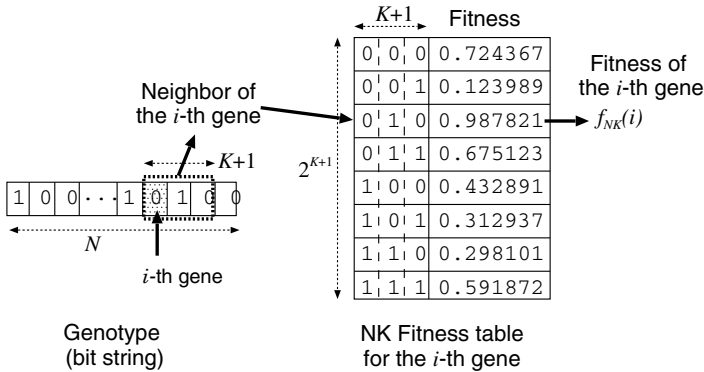 K+1
Fitness
0 0 0 0.724367
0 0 1 0.123989
0 1 0 0.987821
0 1 1 0.675123
1 0 0 0.432891
1 0 1 0.312937
1 1 0 0.298101
1 1 1 0.591872
2^{K+1}
Fitness of
the i-th gene
f_{NK}(i)
Neighbor of
the i-th gene
K+1
1 0 0 ··· 1 0 1 0 0
N
i-th gene
Genotype
(bit string)
NK Fitness table
for the i-th gene